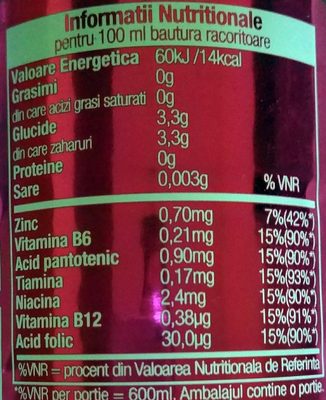 Informatii Nutritionale
pentru 100 ml bautura racoritoare
Valoare Energetica 60kJ /14kcal
Grasimi 0g
din care acizi grasi saturati 0g
Glucide 3,3g
din care zaharuri 3,3g
Proteine 0g
Sare 0,003g % VNR
Zinc 0,70mg 7%(42%*)
Vitamina B6 0,21mg 15%(90%*)
Acid pantotenic 0,90mg 15%(90%*)
Tiamina 0,17mg 15%(93%*)
Niacina 2,4mg 15%(90%*)
Vitamina B12 0,38µg 15%(91%*)
Acid folic 30,0µg 15%(90%*)
%VNR = procent din Valoarea Nutritionala de Referinta
*%VNR per portie = 600ml. Ambalajul contine o portie.